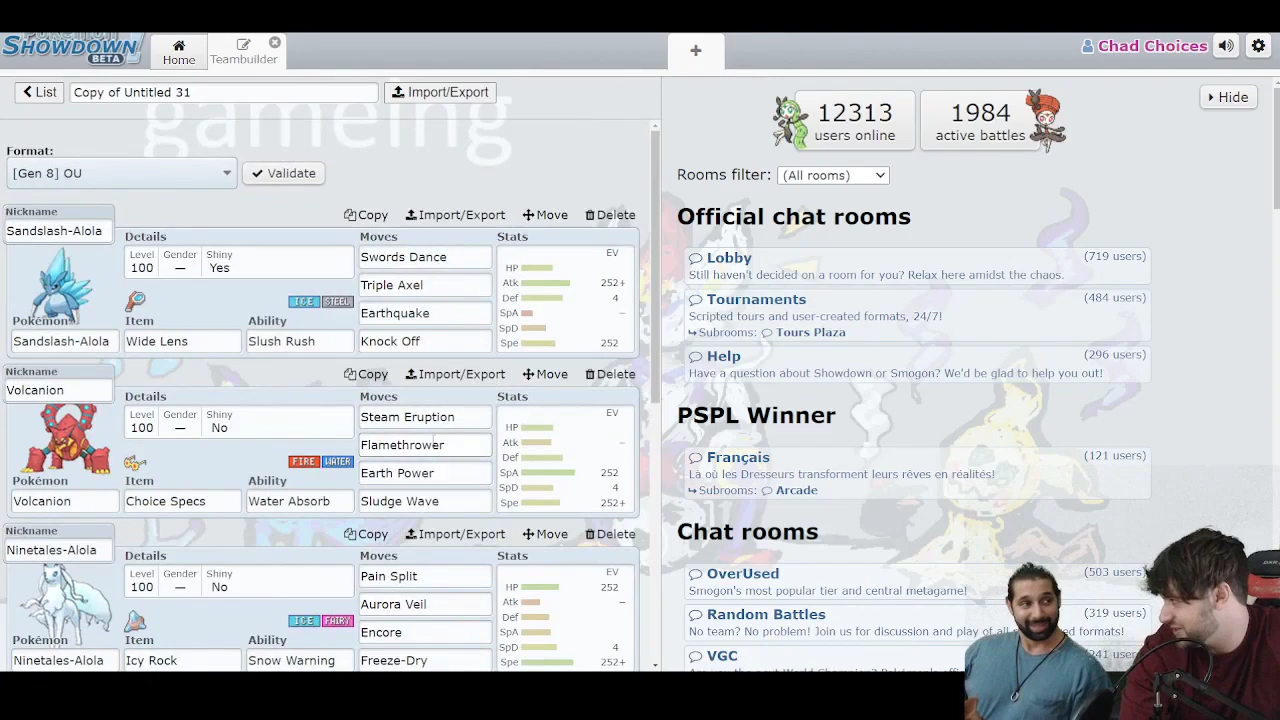 Pokémon
SHOWDOWN
BETA
Home
Teambuilder
+
Chad Choices
List
Copy of Untitled 31
Import/Export
gameing
Format:
[Gen 8] OU
Validate
Nickname
Copy Import/Export Move Delete
Sandslash-Alola
Details Moves Stats
Level Gender Shiny
100 — Yes
Swords Dance
EV
HP
Triple Axel
Atk 252+
Def 4
ICE STEEL
Earthquake
SpA –
Pokémon Item Ability
SpD
Sandslash-Alola Wide Lens Slush Rush Knock Off
Spe 252
Nickname
Copy Import/Export Move Delete
Volcanion
Details Moves Stats
Level Gender Shiny
100 — No
Steam Eruption
EV
HP
Flamethrower
Atk –
Def
FIRE WATER
Earth Power
SpA 252
Pokémon Item Ability
SpD 4
Volcanion Choice Specs Water Absorb Sludge Wave
Spe 252+
Nickname
Copy Import/Export Move Delete
Ninetales-Alola
Details Moves Stats
Level Gender Shiny
100 — No
Pain Split
EV
HP 252
Aurora Veil
Atk –
Def
ICE FAIRY
Encore
SpA
Pokémon Item Ability
SpD 4
Ninetales-Alola Icy Rock Snow Warning Freeze-Dry
Spe 252+
12313
users online
1984
active battles
Hide
Rooms filter: (All rooms)
Official chat rooms
Lobby (719 users)
Still haven't decided on a room for you? Relax here amidst the chaos.
Tournaments (484 users)
Scripted tours and user-created formats, 24/7!
↳Subrooms: Tours Plaza
Help (296 users)
Have a question about Showdown or Smogon? We'd be glad to help you out!
PSPL Winner
Français (121 users)
Là où les Dresseurs transforment leurs rêves en réalités!
↳Subrooms: Arcade
Chat rooms
OverUsed (503 users)
Smogon's most popular tier and central metagame!
Random Battles (319 users)
No team? No problem! Join us for discussion and play of all formats!
VGC 241 users)